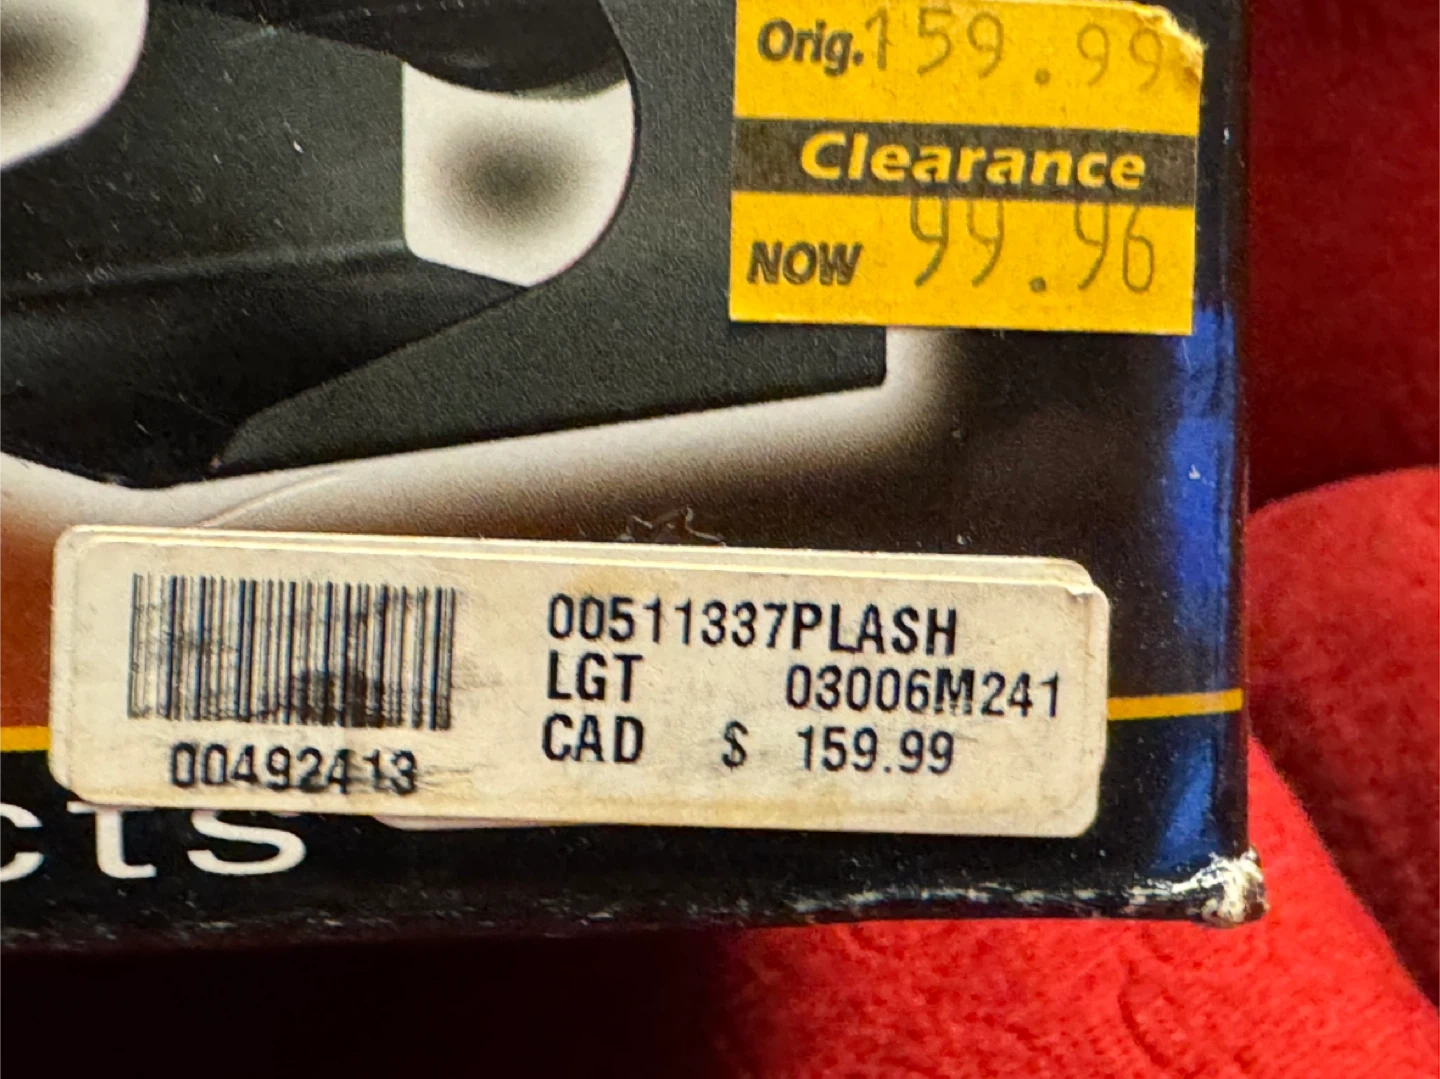 Orig. 159.99
Clearance
NOW 99.96
00511337PLASH
LGT 03006M241
CAD $ 159.99
00492413
cts